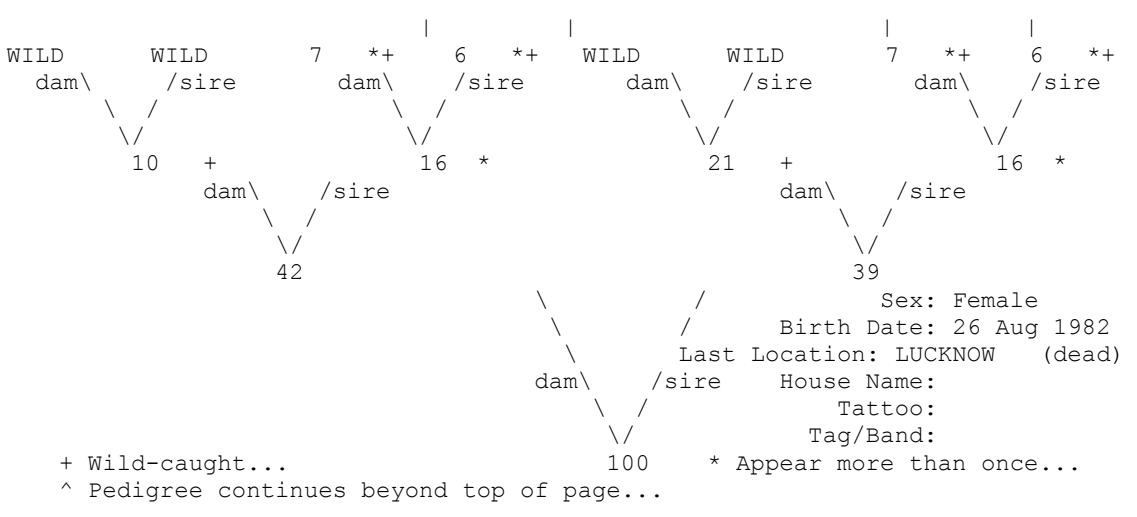 |         |                     |         |
WILD      WILD       7   *+    6   *+   WILD      WILD       7   *+    6   *+
dam\     /sire       dam\     /sire       dam\     /sire       dam\     /sire
\  /                \  /                \  /                \  /
\/                  \/                  \/                  \/
10   +              16  *               21   +              16  *
dam\    /sire                           dam\    /sire
\  /                                    \  /
\/                                      \/
42                                      39
\          /            Sex: Female
\        /      Birth Date: 26 Aug 1982
\       Last Location: LUCKNOW   (dead)
dam\    /sire    House Name:
\  /             Tattoo:
\/            Tag/Band:
+ Wild-caught...                      100    * Appear more than once...
^ Pedigree continues beyond top of page...